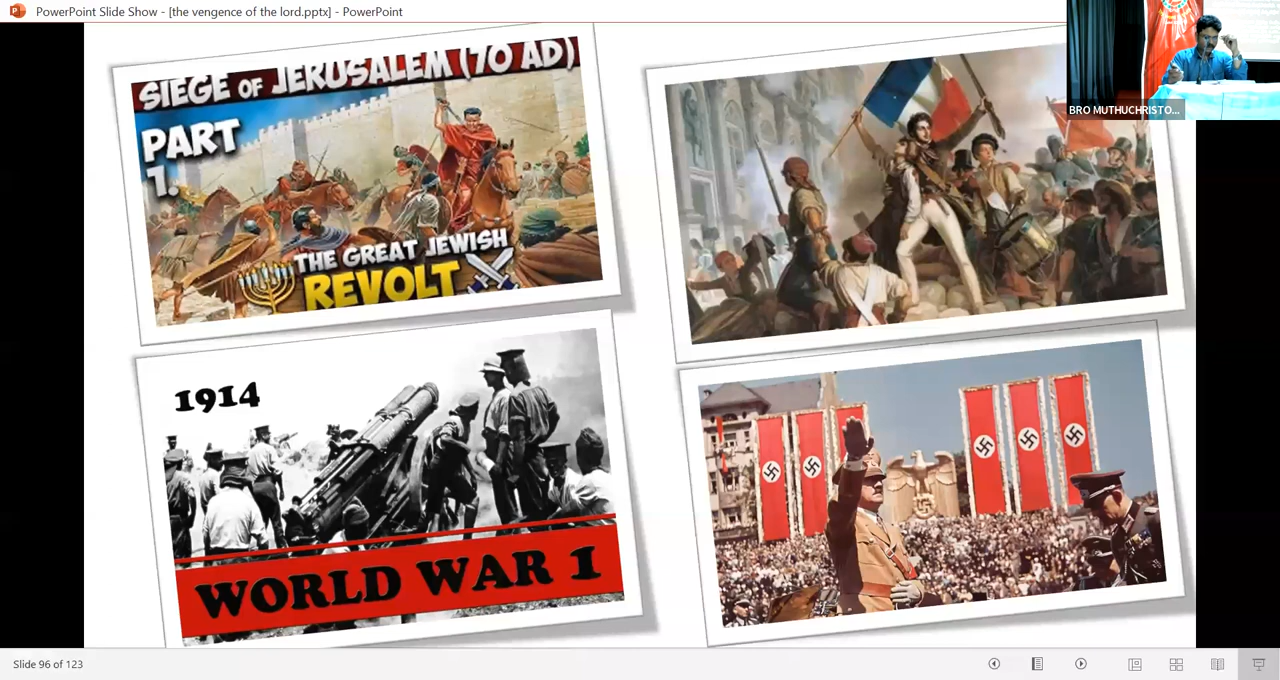 PowerPoint Slide Show - [the vengence of the lord.pptx] - PowerPoint
SIEGE OF JERUSALEM (70 AD)
PART
1.
THE GREAT JEWISH
REVOLT
BRO MUTHUCHRISTO...
1914
WORLD WAR 1
Slide 96 of 123